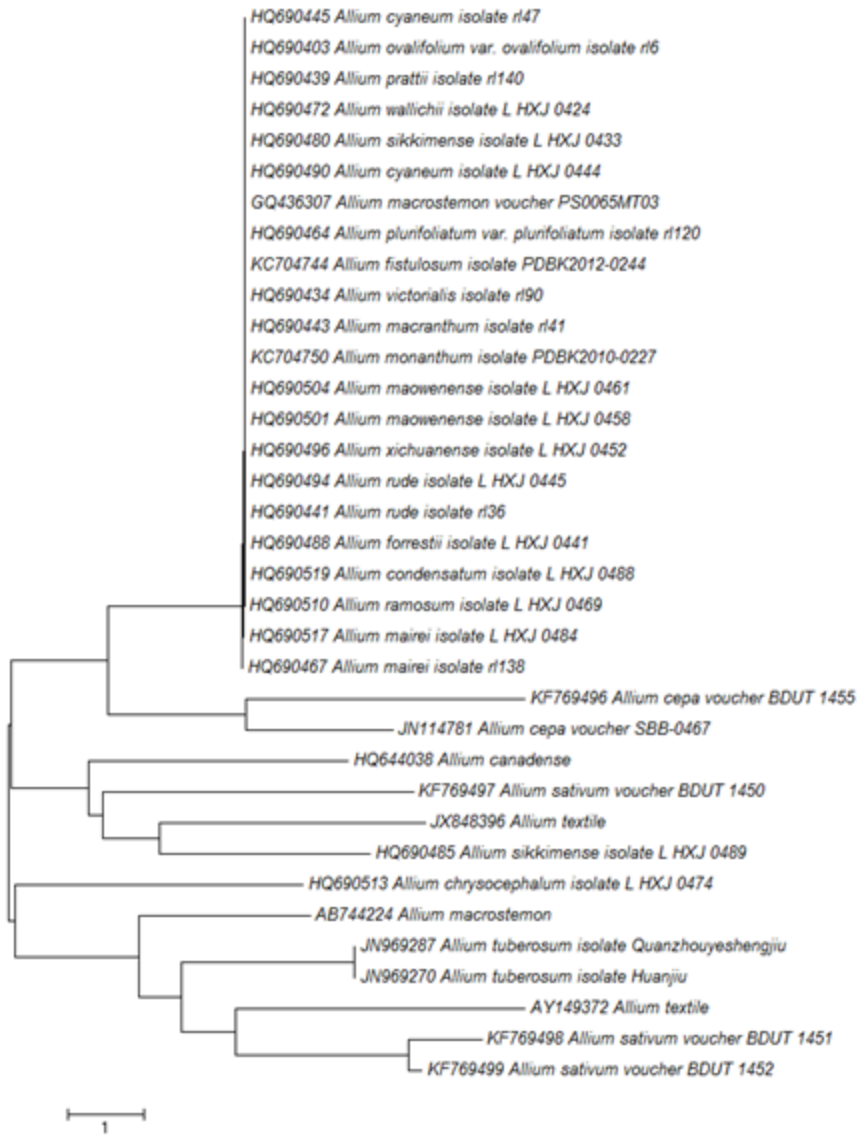 HQ690445 Allium cyaneum isolate rl47
HQ690403 Allium ovalifolium var. ovalifolium isolate rl6
HQ690439 Allium prattii isolate rl140
HQ690472 Allium wallichii isolate L HXJ 0424
HQ690480 Allium sikkimense isolate L HXJ 0433
HQ690490 Allium cyaneum isolate L HXJ 0444
GQ436307 Allium macrostemon voucher PS0065MT03
HQ690464 Allium plurifoliatum var. plurifoliatum isolate rl120
KC704744 Allium fistulosum isolate PDBK2012-0244
HQ690434 Allium victorialis isolate rl90
HQ690443 Allium macranthum isolate rl41
KC704750 Allium monanthum isolate PDBK2010-0227
HQ690504 Allium maowenense isolate L HXJ 0461
HQ690501 Allium maowenense isolate L HXJ 0458
HQ690496 Allium xichuanense isolate L HXJ 0452
HQ690494 Allium rude isolate L HXJ 0445
HQ690441 Allium rude isolate rl36
HQ690488 Allium forrestii isolate L HXJ 0441
HQ690519 Allium condensatum isolate L HXJ 0488
HQ690510 Allium ramosum isolate L HXJ 0469
HQ690517 Allium mairei isolate L HXJ 0484
HQ690467 Allium mairei isolate rl138
KF769496 Allium cepa voucher BDUT 1455
JN114781 Allium cepa voucher SBB-0467
HQ644038 Allium canadense
KF769497 Allium sativum voucher BDUT 1450
JX848396 Allium textile
HQ690485 Allium sikkimense isolate L HXJ 0489
HQ690513 Allium chrysocephalum isolate L HXJ 0474
AB744224 Allium macrostemon
JN969287 Allium tuberosum isolate Quanzhouyeshengjiu
JN969270 Allium tuberosum isolate Huanjiu
AY149372 Allium textile
KF769498 Allium sativum voucher BDUT 1451
KF769499 Allium sativum voucher BDUT 1452
1